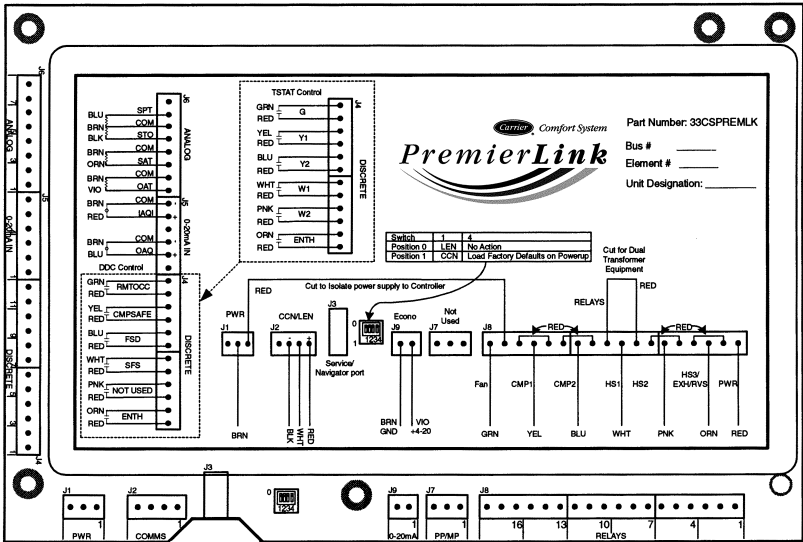 TSTAT Control
J4
GRN
G
RED
YEL
Y1
RED
BLU
Y2
RED
WHT
W1
RED
PNK
W2
RED
ORN
ENTH
RED
DISCRETE
J6
BLU
SPT
BRN
COM
BLK
STO
BRN
COM
ORN
SAT
BRN
COM
VIO
OAT
ANALOG
J5
BRN
COM
-
RED
IAQI
+
BRN
COM
-
BLU
OAQ
+
0-20mA IN
DDC Control
J4
GRN
RMTOCC
RED
YEL
CMPSAFE
RED
BLU
FSD
RED
WHT
SFS
RED
PNK
NOT USED
RED
ORN
ENTH
RED
DISCRETE
Carrier Comfort System
PremierLink
Part Number: 33CSPREMLK
Bus #
Element #
Unit Designation:
Switch 1 4
Position 0 LEN No Action
Position 1 CCN Load Factory Defaults on Powerup
Cut for Dual
Transformer
Equipment
RED
RELAYS
Cut to Isolate power supply to Controller
RED
PWR
J1
BRN
CCN/LEN
J2
- +
BLK
WHT
RED
J3
Service/
Navigator port
0
1
1234
Econo
J9
BRN
GND
VIO
+4-20
Not
Used
J7
J8
RED
RED
Fan
CMP1
CMP2
HS1
HS2
HS3/
EXH/RVS
PWR
GRN
YEL
BLU
WHT
PNK
ORN
RED
J6
7
ANALOG
5
3
1
J5
0-20mA IN
4
1
11
9
DISCRETE
7
5
3
1
J4
J1
1
PWR
J2
1
COMMS
J3
0
1234
J9
1
0-20mA
J7
1
PP/MP
J8
16 13 10 7 4 1
RELAYS